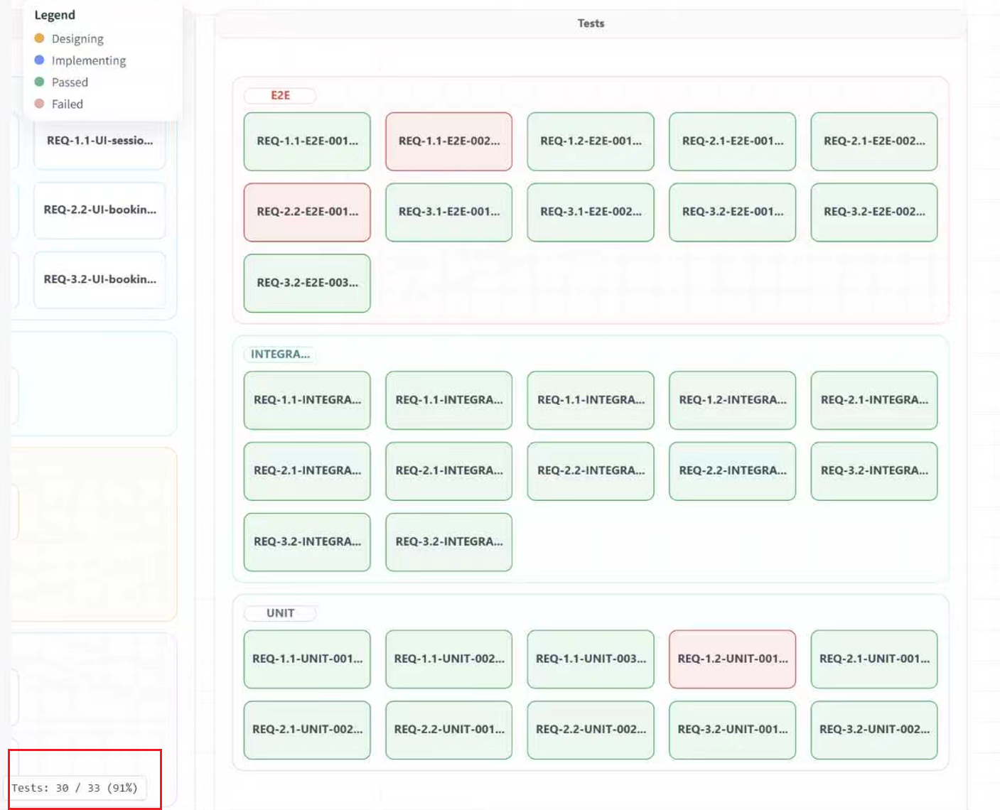 Legend
Designing
Implementing
Passed
Failed
REQ-1.1-UI-sessio...
REQ-2.2-UI-bookin...
REQ-3.2-UI-bookin...
Tests: 30 / 33 (91%)
Tests
E2E
REQ-1.1-E2E-001... REQ-1.1-E2E-002... REQ-1.2-E2E-001... REQ-2.1-E2E-001... REQ-2.1-E2E-002...
REQ-2.2-E2E-001... REQ-3.1-E2E-001... REQ-3.1-E2E-002... REQ-3.2-E2E-001... REQ-3.2-E2E-002...
REQ-3.2-E2E-003...
INTEGRA...
REQ-1.1-INTEGRA... REQ-1.1-INTEGRA... REQ-1.1-INTEGRA... REQ-1.2-INTEGRA... REQ-2.1-INTEGRA...
REQ-2.1-INTEGRA... REQ-2.1-INTEGRA... REQ-2.2-INTEGRA... REQ-2.2-INTEGRA... REQ-3.2-INTEGRA...
REQ-3.2-INTEGRA... REQ-3.2-INTEGRA...
UNIT
REQ-1.1-UNIT-001... REQ-1.1-UNIT-002... REQ-1.1-UNIT-003... REQ-1.2-UNIT-001... REQ-2.1-UNIT-001...
REQ-2.1-UNIT-002... REQ-2.2-UNIT-001... REQ-2.2-UNIT-002... REQ-3.2-UNIT-001... REQ-3.2-UNIT-002...